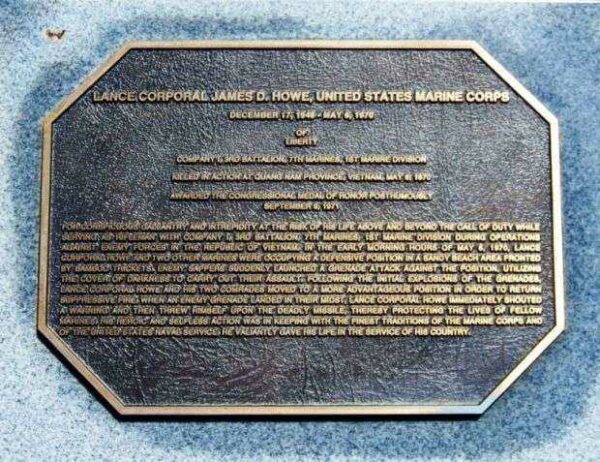 LANCE CORPORAL JAMES D. HOWE, UNITED STATES MARINE CORPS
DECEMBER 17, 1948 - MAY 6, 1970
OF
LIBERTY
COMPANY I, 3RD BATTALION, 7TH MARINES, 1ST MARINE DIVISION
KILLED IN ACTION AT QUANG NAM PROVINCE, VIETNAM, MAY 6, 1970
AWARDED THE CONGRESSIONAL MEDAL OF HONOR POSTHUMOUSLY
SEPTEMBER 9, 1971
FOR CONSPICUOUS GALLANTRY AND INTREPIDITY AT THE RISK OF HIS LIFE ABOVE AND BEYOND THE CALL OF DUTY WHILE
SERVING AS RIFLEMAN WITH COMPANY I, 3RD BATTALION, 7TH MARINES, 1ST MARINE DIVISION DURING OPERATIONS
AGAINST ENEMY FORCES IN THE REPUBLIC OF VIETNAM. IN THE EARLY MORNING HOURS OF MAY 6, 1970, LANCE
CORPORAL HOWE AND TWO OTHER MARINES WERE OCCUPYING A DEFENSIVE POSITION IN A SANDY BEACH AREA FRONTED
BY BAMBOO THICKETS. ENEMY SAPPERS SUDDENLY LAUNCHED A GRENADE ATTACK AGAINST THE POSITION, UTILIZING
THE COVER OF DARKNESS TO CARRY OUT THEIR ASSAULT. FOLLOWING THE INITIAL EXPLOSIONS OF THE GRENADES,
LANCE CORPORAL HOWE AND HIS TWO COMRADES MOVED TO A MORE ADVANTAGEOUS POSITION IN ORDER TO RETURN
SUPPRESSIVE FIRE. WHEN AN ENEMY GRENADE LANDED IN THEIR MIDST, LANCE CORPORAL HOWE IMMEDIATELY SHOUTED
A WARNING AND THEN THREW HIMSELF UPON THE DEADLY MISSILE, THEREBY PROTECTING THE LIVES OF FELLOW
MARINES. HIS HEROIC AND SELFLESS ACTION WAS IN KEEPING WITH THE FINEST TRADITIONS OF THE MARINE CORPS AND
OF THE UNITED STATES NAVAL SERVICE. HE VALIANTLY GAVE HIS LIFE IN THE SERVICE OF HIS COUNTRY.